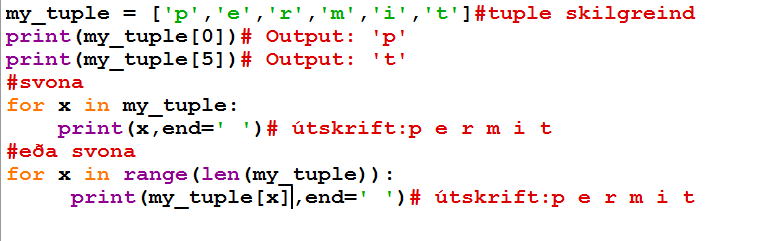 my_tuple = ['p','e','r','m','i','t']#tuple skilgreind
print(my_tuple[0])# Output: 'p'
print(my_tuple[5])# Output: 't'
#svona
for x in my_tuple:
    print(x,end=' ')# útskrift:p e r m i t
#eða svona
for x in range(len(my_tuple)):
     print(my_tuple[x],end=' ')# útskrift:p e r m i t